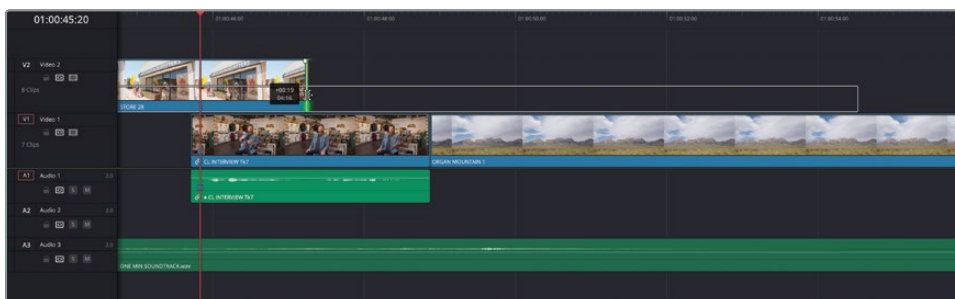 01:00:45:20
01:00:46:00
01:00:48:00
01:00:50:00
01:00:52:00
01:00:54:00
V2 Video 2
8 Clips
+00:19
04:16
STORE 28
V1 Video 1
7 Clips
CL INTERVIEW Tk7
ORGAN MOUNTAIN 1
A1 Audio 1 2.0
S M
CL INTERVIEW Tk7
A2 Audio 2 2.0
S M
A3 Audio 3 2.0
S M
ONE MIN SOUNDTRACK.wav